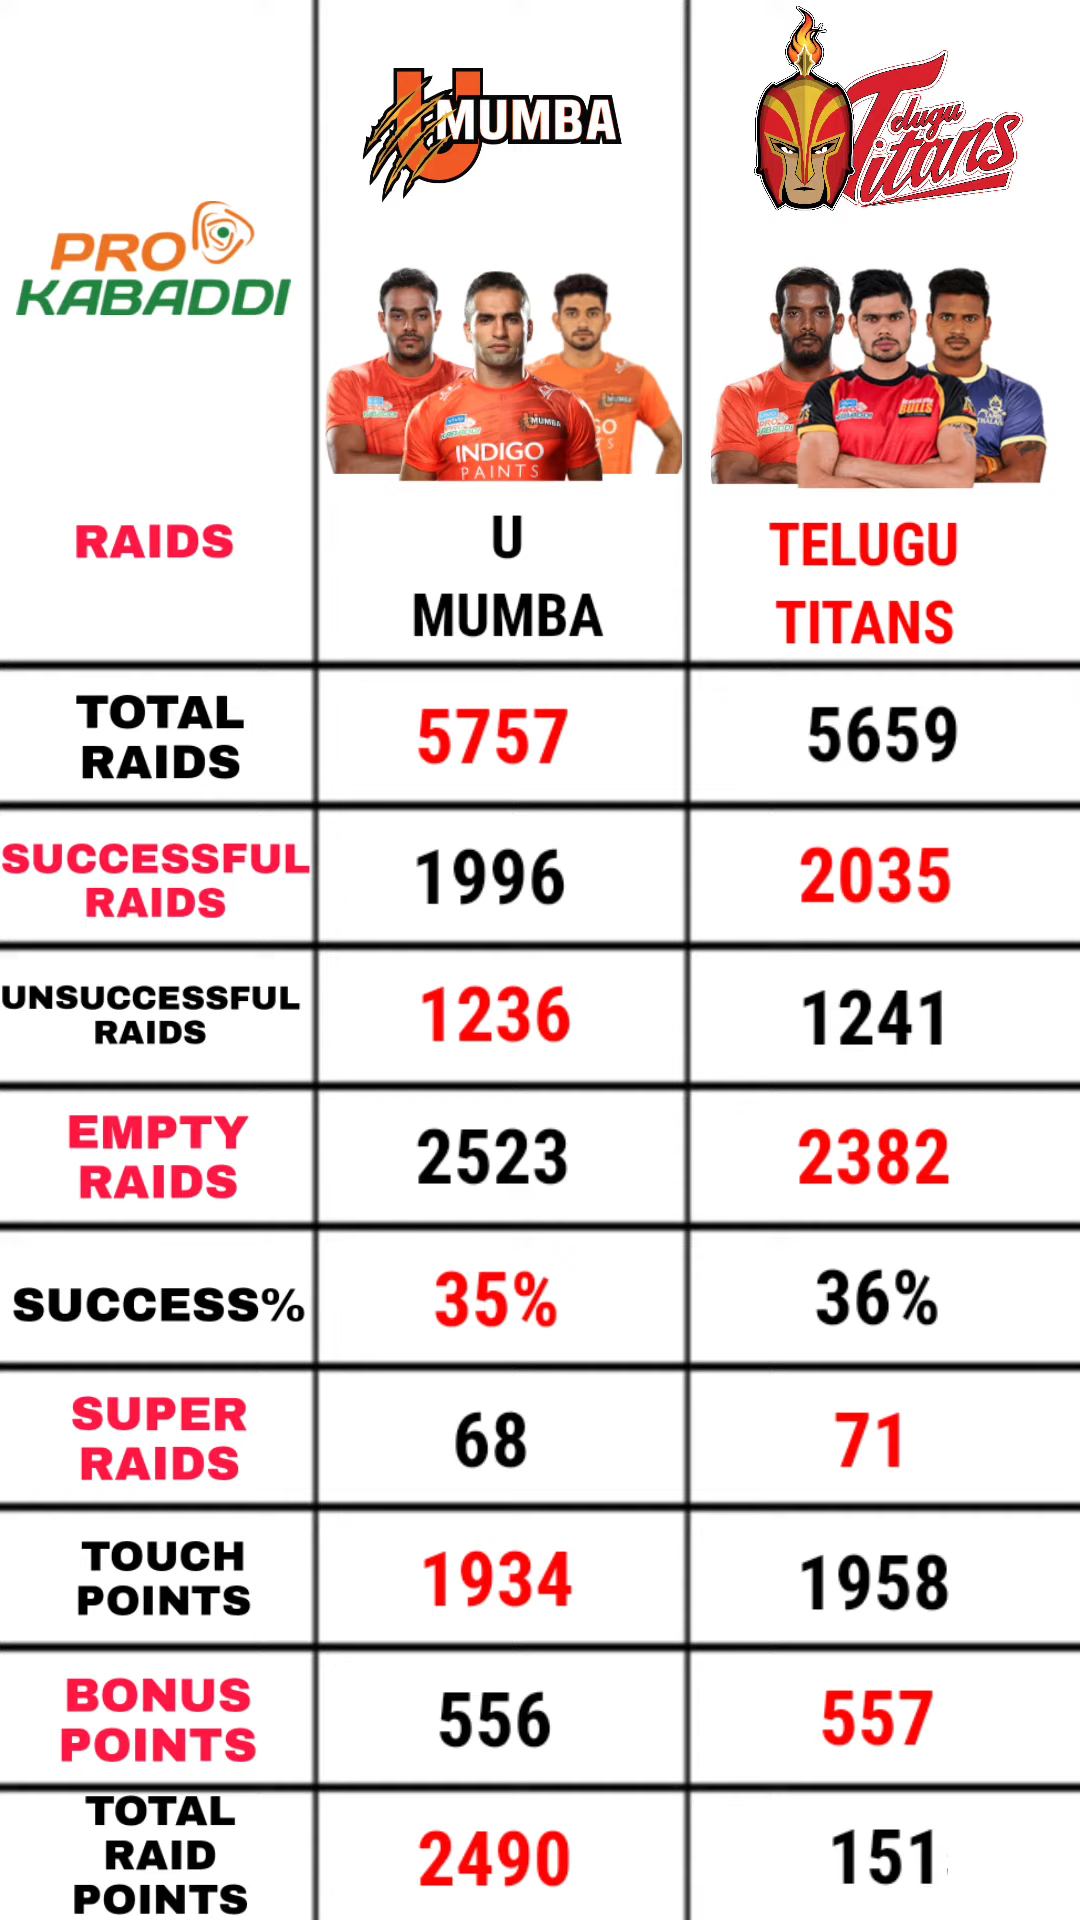 U MUMBA
Telugu
Titans
PRO
KABADDI
INDIGO
PAINTS
BULLS
RAIDS
U
MUMBA
TELUGU
TITANS
TOTAL
RAIDS
5757
5659
SUCCESSFUL
RAIDS
1996
2035
UNSUCCESSFUL
RAIDS
1236
1241
EMPTY
RAIDS
2523
2382
SUCCESS%
35%
36%
SUPER
RAIDS
68
71
TOUCH
POINTS
1934
1958
BONUS
POINTS
556
557
TOTAL
RAID
POINTS
2490
151